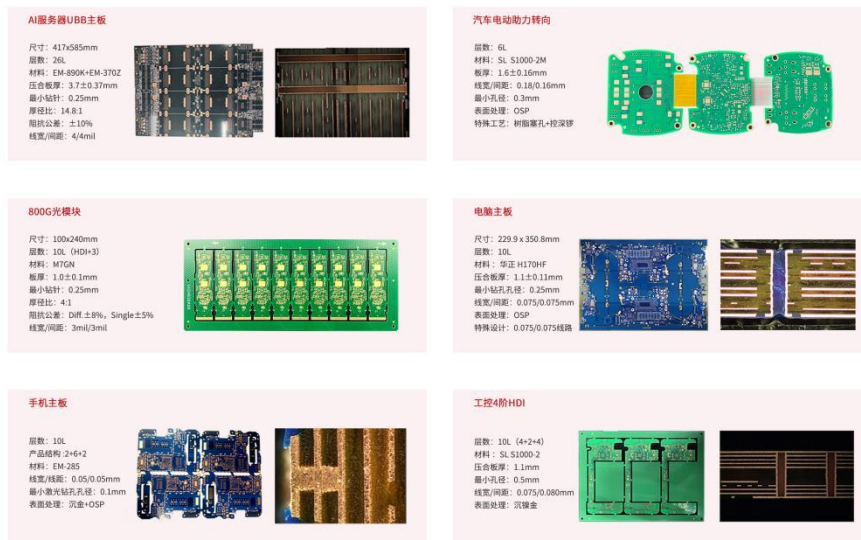 AI服务器UBB主板
尺寸：417x585mm
层数：26L
材料：EM-890K+EM-370Z
压合板厚：3.7±0.37mm
最小钻针：0.25mm
厚径比：14.8:1
阻抗公差：±10%
线宽/间距：4/4mil
汽车电动助力转向
层数：6L
材料：SL S1000-2M
板厚：1.6±0.16mm
线宽/间距：0.18/0.16mm
最小孔径：0.3mm
表面处理：OSP
特殊工艺：树脂塞孔+控深锣
800G光模块
尺寸：100x240mm
层数：10L（HDI+3）
材料：M7GN
板厚：1.0±0.1mm
最小钻针：0.25mm
厚径比：4:1
阻抗公差：Diff.±8%，Single±5%
线宽/间距：3mil/3mil
电脑主板
尺寸：229.9 x 350.8mm
层数：10L
材料：华正 H170HF
压合板厚：1.1±0.11mm
最小钻孔孔径：0.25mm
线宽/间距：0.075/0.075mm
表面处理：OSP
特殊设计：0.075/0.075线路
手机主板
层数：10L
产品结构 :2+6+2
材料：EM-285
线宽/线距：0.05/0.05mm
最小激光钻孔孔径：0.1mm
表面处理：沉金+OSP
工控4阶HDI
层数：10L（4+2+4）
材料：SL S1000-2
压合板厚：1.1mm
最小孔径：0.5mm
线宽/间距：0.075/0.080mm
表面处理：沉镍金